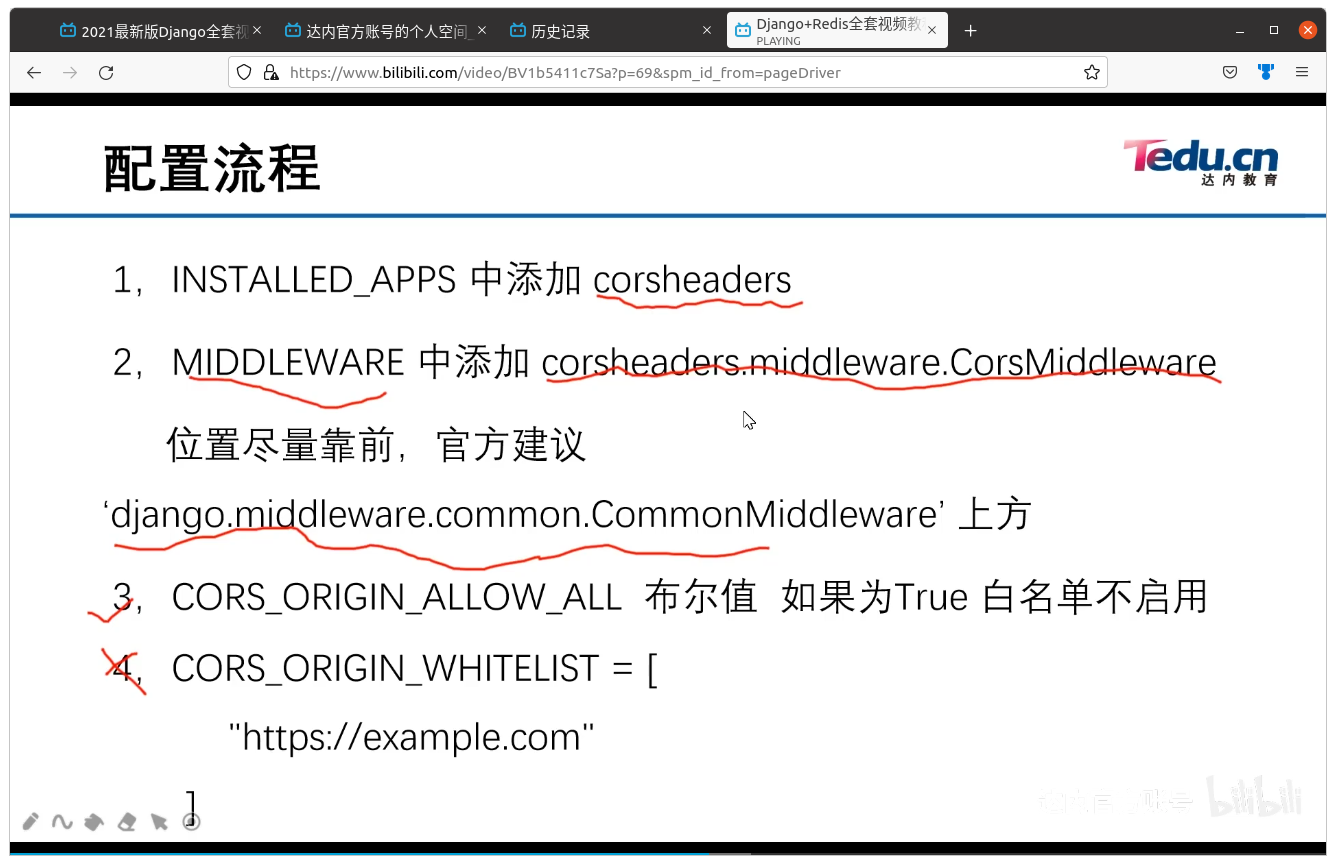 2021最新版Django全套视
达内官方账号的个人空间_
历史记录
Django+Redis全套视频教
PLAYING
https://www.bilibili.com/video/BV1b5411c7Sa?p=69&spm_id_from=pageDriver
配置流程
Tedu.cn
达内教育
1, INSTALLED_APPS 中添加 corsheaders
2, MIDDLEWARE 中添加 corsheaders.middleware.CorsMiddleware
位置尽量靠前，官方建议
‘django.middleware.common.CommonMiddleware’ 上方
3, CORS_ORIGIN_ALLOW_ALL 布尔值 如果为True 白名单不启用
4, CORS_ORIGIN_WHITELIST = [
"https://example.com"
]
bilibili